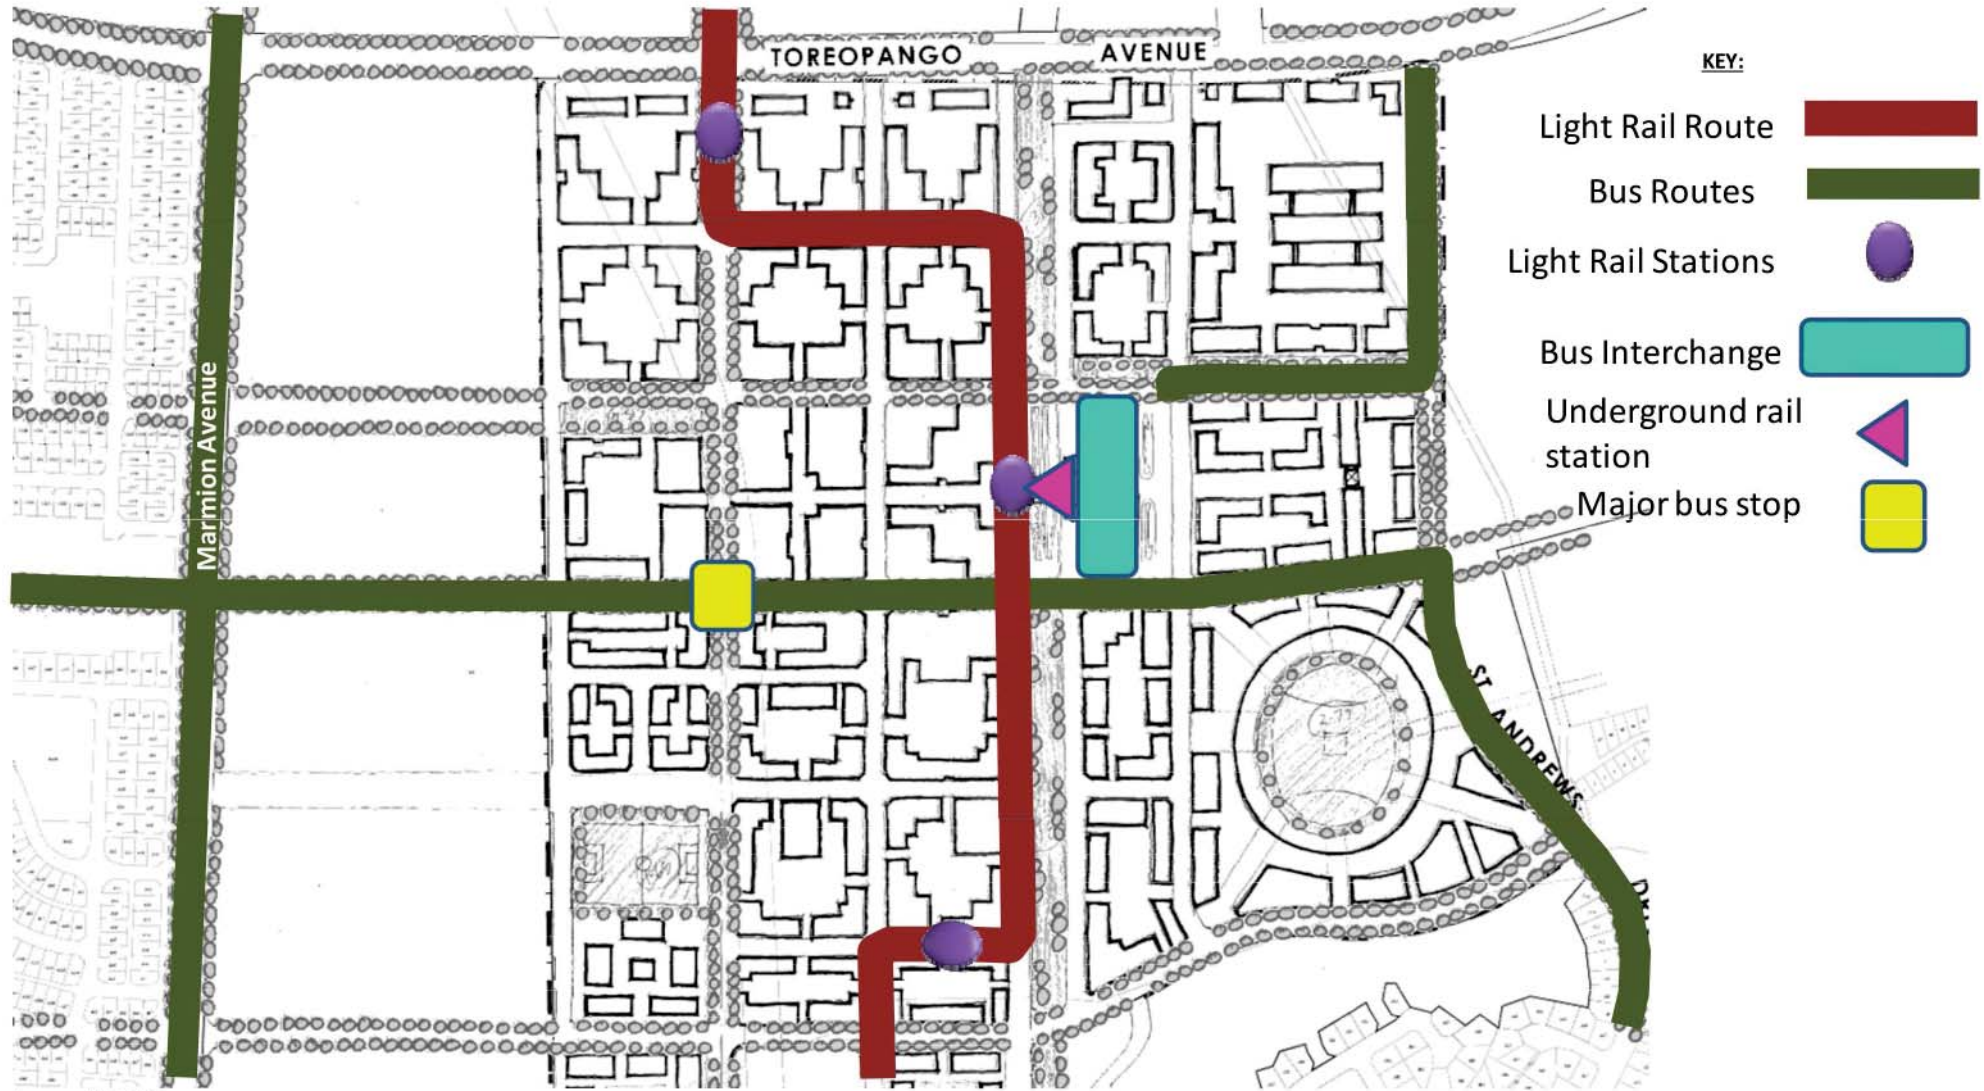 TOREOPANGO AVENUE
Marmion Avenue
ST ANDREWS
KEY:
Light Rail Route
Bus Routes
Light Rail Stations
Bus Interchange
Underground rail
station
Major bus stop